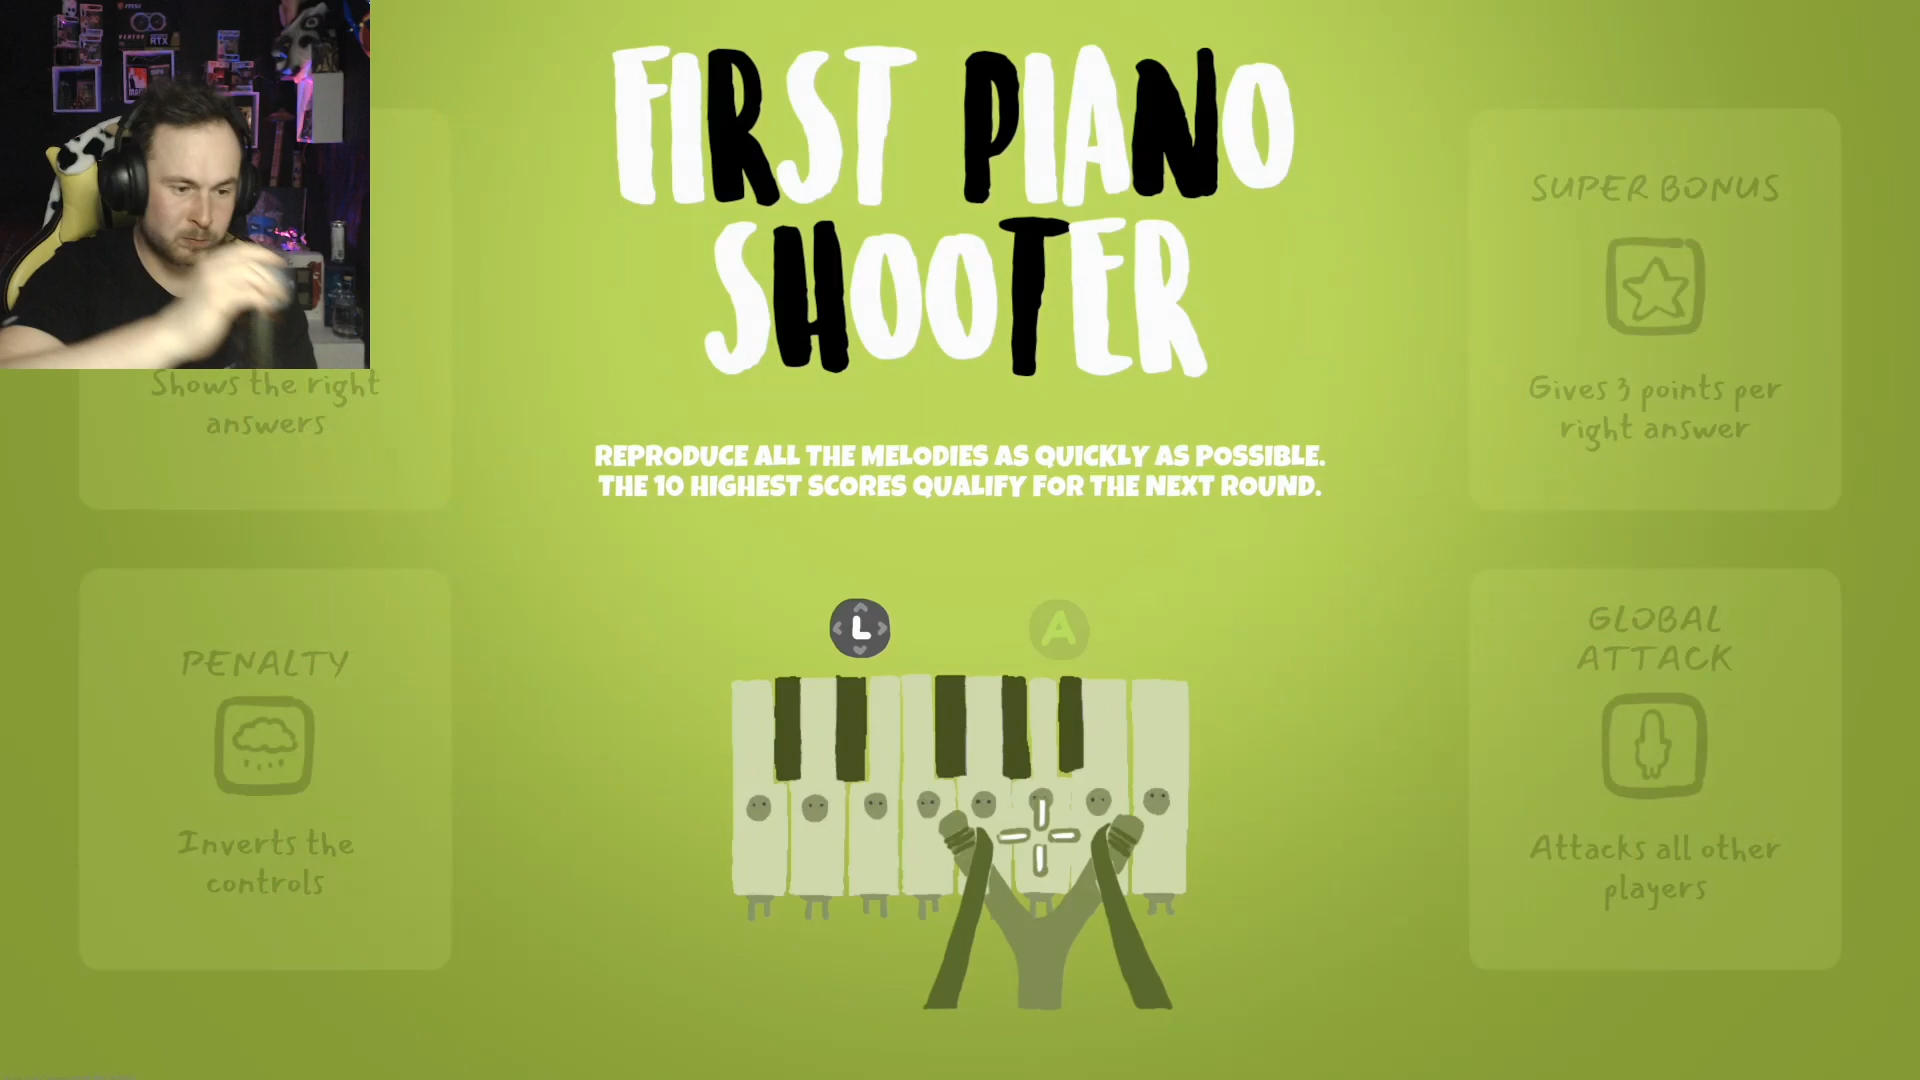 FIRST PIANO
SHOOTER
REPRODUCE ALL THE MELODIES AS QUICKLY AS POSSIBLE.
THE 10 HIGHEST SCORES QUALIFY FOR THE NEXT ROUND.
Shows the right
answers
PENALTY
Inverts the
controls
SUPER BONUS
Gives 3 points per
right answer
GLOBAL
ATTACK
Attacks all other
players
L
A
RTX